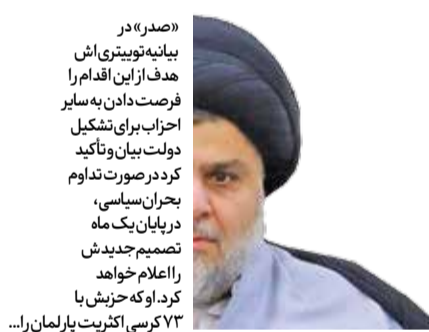 «صدر» در
بیانیه توییتری اش
هدف از این اقدام را
فرصت دادن به سایر
احزاب برای تشکیل
دولت بیان و تأکید
کرد در صورت تداوم
بحران سیاسی،
در پایان یک ماه
تصمیم جدیدش
را اعلام خواهد
کرد. او که حزبش با
۷۳ کرسی اکثریت پارلمان را...